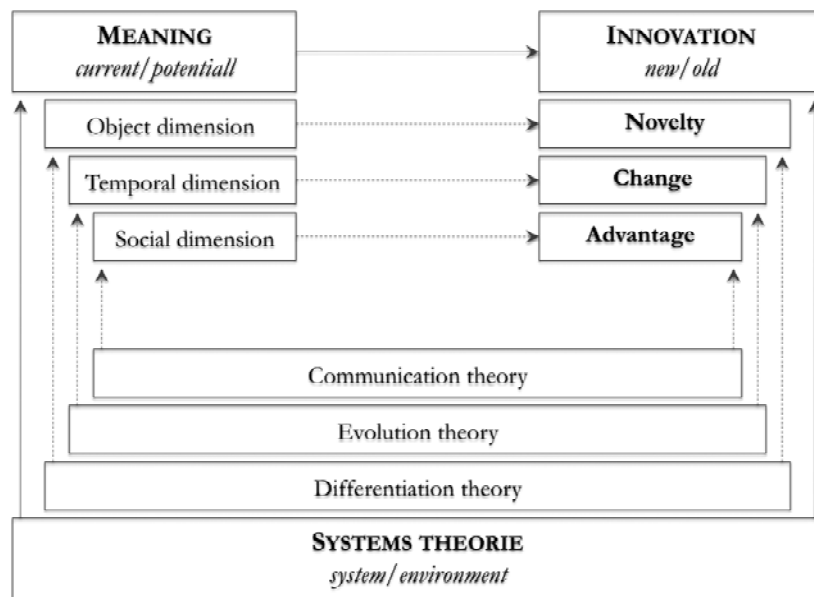 MEANING
current/potentiall
INNOVATION
new/old
Object dimension
Novelty
Temporal dimension
Change
Social dimension
Advantage
Communication theory
Evolution theory
Differentiation theory
SYSTEMS THEORIE
system/environment